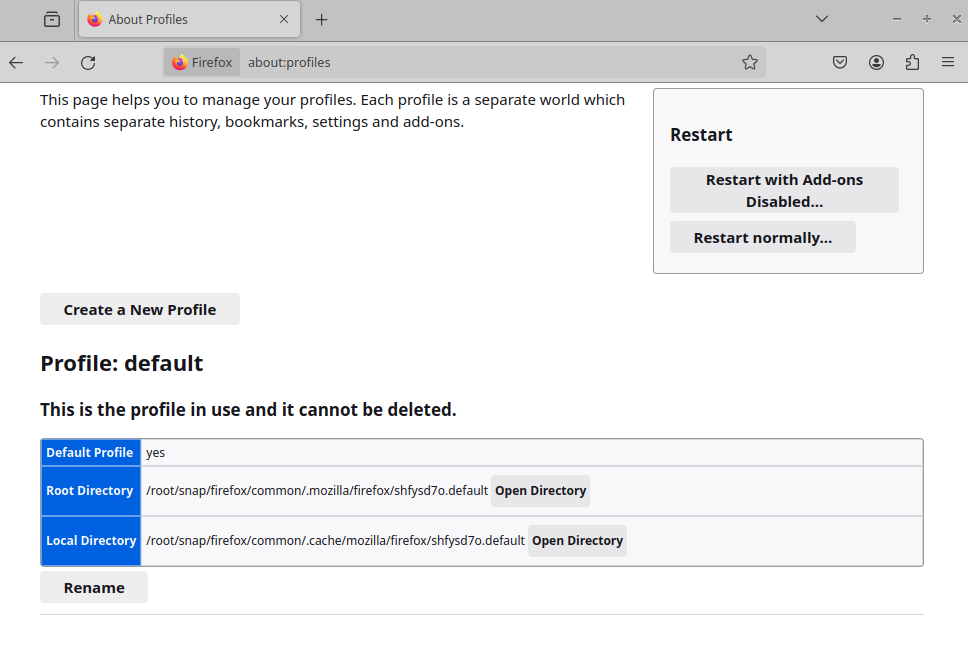 About Profiles
Firefox
about:profiles
This page helps you to manage your profiles. Each profile is a separate world which
contains separate history, bookmarks, settings and add-ons.
Restart
Restart with Add-ons
Disabled...
Restart normally...
Create a New Profile
Profile: default
This is the profile in use and it cannot be deleted.
Default Profile yes
Root Directory /root/snap/firefox/common/.mozilla/firefox/shfysd7o.default Open Directory
Local Directory /root/snap/firefox/common/.cache/mozilla/firefox/shfysd7o.default Open Directory
Rename